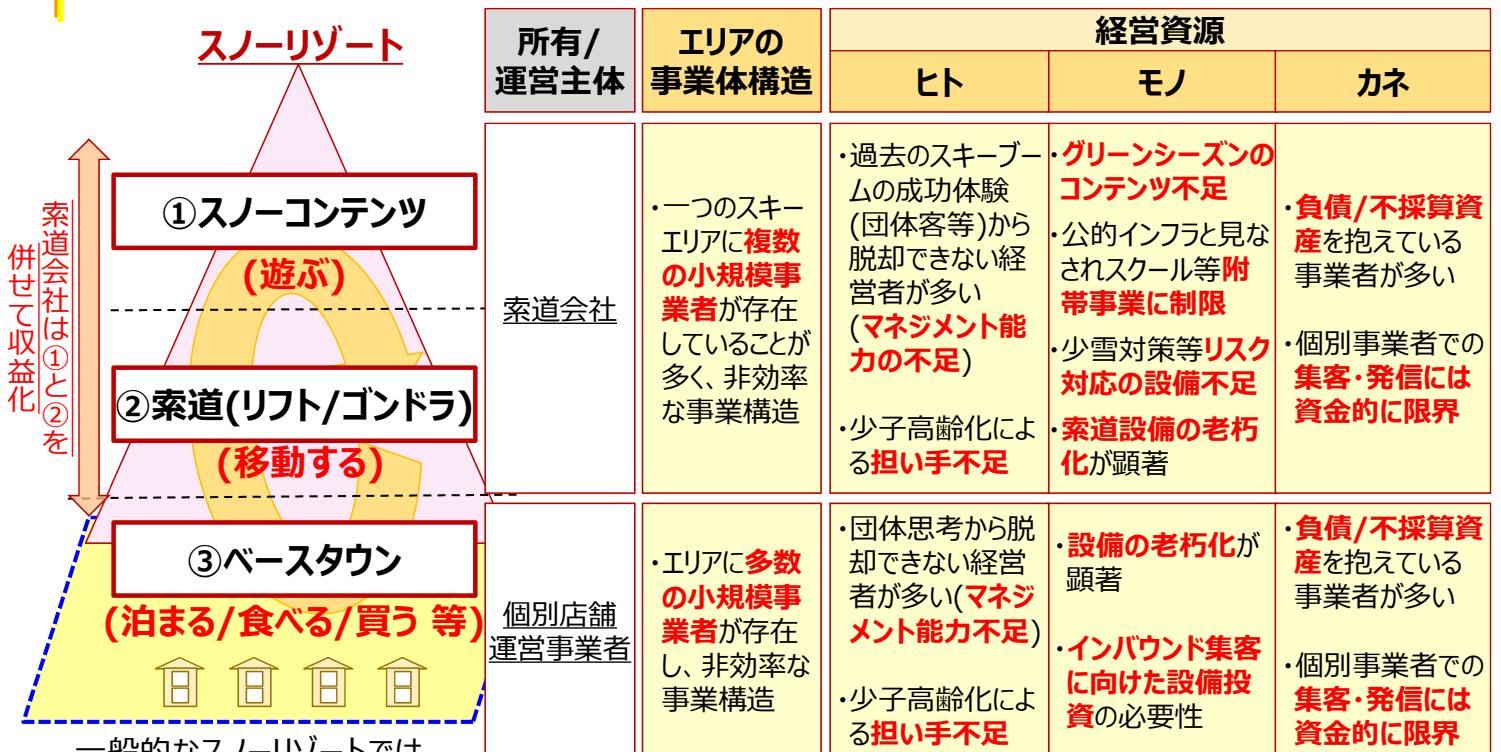 スノーリゾート
索道会社は①と②を
併せて収益化
①スノーコンテンツ
(遊ぶ)
②索道(リフト/ゴンドラ)
(移動する)
③ベースタウン
(泊まる/食べる/買う 等)
一般的なスノーリゾートでは
所有/
運営主体
エリアの
事業体構造
経営資源
ヒト
モノ
カネ
索道会社
・一つのスキー
エリアに複数
の小規模事
業者が存在
していることが
多く、非効率
な事業構造
・過去のスキーブー
ムの成功体験
(団体客等)から
脱却できない経
営者が多い
(マネジメント能
力の不足)
・少子高齢化によ
る担い手不足
・グリーンシーズンの
コンテンツ不足
・公的インフラと見な
されスクール等附
帯事業に制限
・少雪対策等リスク
対応の設備不足
・索道設備の老朽
化が顕著
・負債/不採算資
産を抱えている
事業者が多い
・個別事業者での
集客・発信には
資金的に限界
個別店舗
運営事業者
・エリアに多数
の小規模事
業者が存在
し、非効率な
事業構造
・団体思考から脱
却できない経営
者が多い(マネジ
メント能力不足)
・少子高齢化によ
る担い手不足
・設備の老朽化が
顕著
・インバウンド集客
に向けた設備投
資の必要性
・負債/不採算資
産を抱えている
事業者が多い
・個別事業者での
集客・発信には
資金的に限界